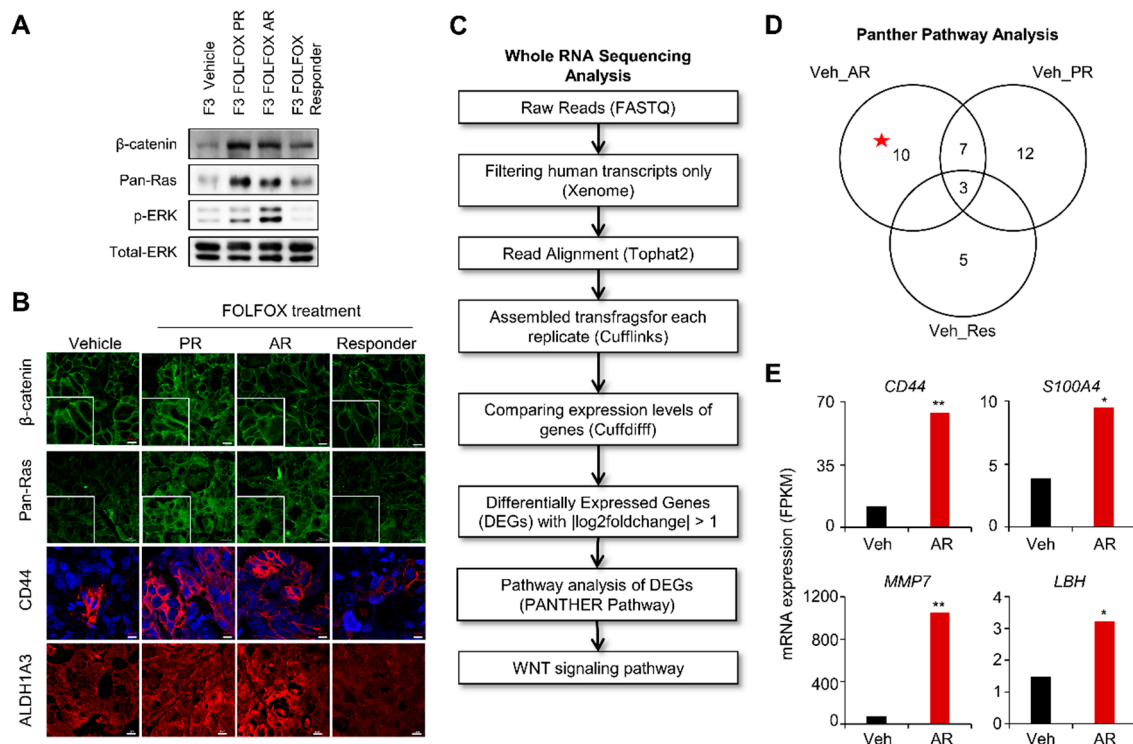 A
F3 Vehicle
F3 FOLFOX PR
F3 FOLFOX AR
F3 FOLFOX
Responder
β-catenin
Pan-Ras
p-ERK
Total-ERK
B
FOLFOX treatment
Vehicle PR AR Responder
β-catenin
Pan-Ras
CD44
ALDH1A3
C
Whole RNA Sequencing
Analysis
Raw Reads (FASTQ)
Filtering human transcripts only
(Xenome)
Read Alignment (Tophat2)
Assembled transfragsfor each
replicate (Cufflinks)
Comparing expression levels of
genes (Cuffdifff)
Differentially Expressed Genes
(DEGs) with |log2foldchange| > 1
Pathway analysis of DEGs
(PANTHER Pathway)
WNT signaling pathway
D
Panther Pathway Analysis
Veh_AR Veh_PR
10 7 12
3
5
Veh_Res
E
mRNA expression (FPKM)
CD44
70
35
0
**
Veh AR
S100A4
10
5
0
*
Veh AR
MMP7
1200
800
400
0
**
Veh AR
LBH
4
3
2
1
0
*
Veh AR